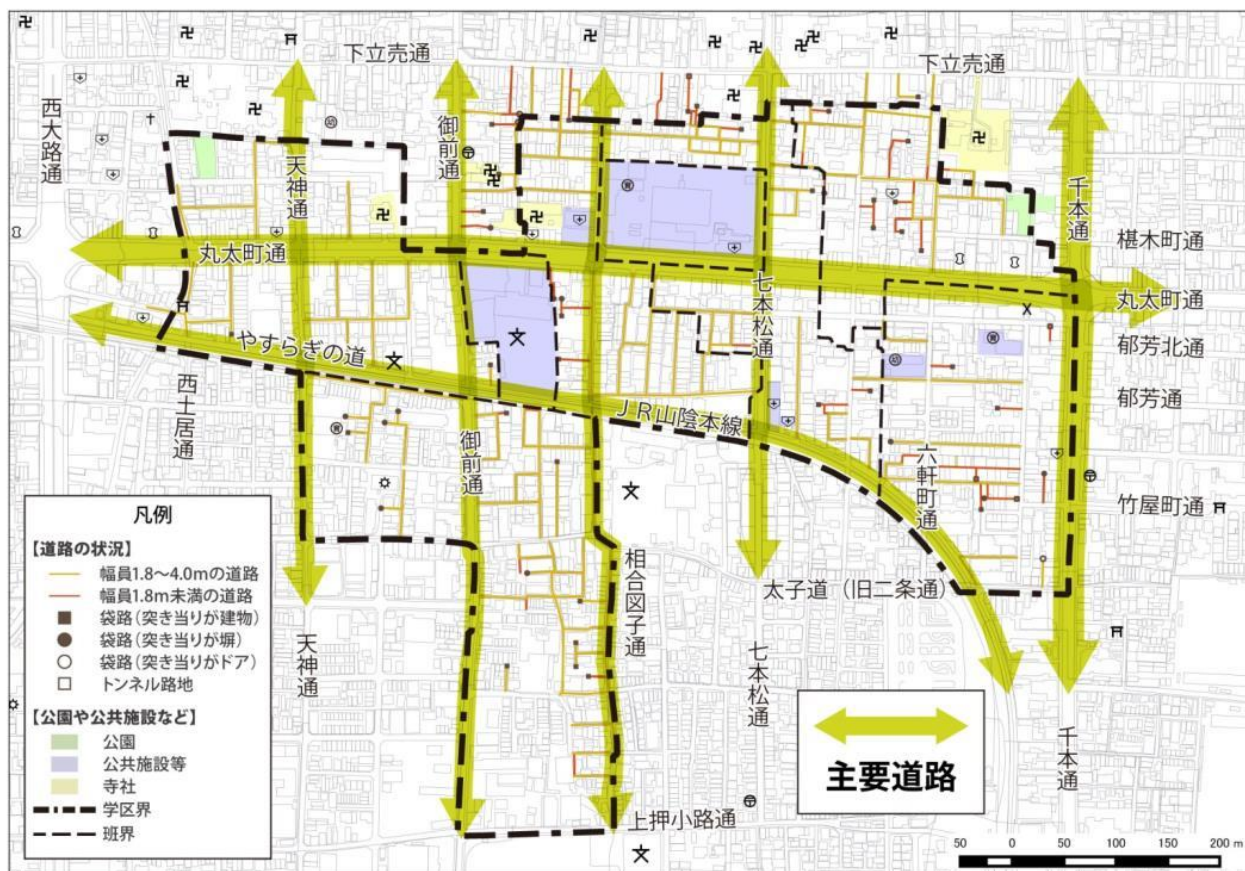 下立売通
下立売通
西大路通
御前通
天神通
千本通
椹木町通
丸太町通
七本松通
丸太町通
やすらぎの道
郁芳北通
西土居通
JR山陰本線
郁芳通
御前通
六軒町通
竹屋町通
相合図子通
太子道（旧二条通）
天神通
七本松通
千本通
上押小路通
凡例
【道路の状況】
幅員1.8～4.0mの道路
幅員1.8m未満の道路
袋路（突き当りが建物）
袋路（突き当りが塀）
袋路（突き当りがドア）
トンネル路地
【公園や公共施設など】
公園
公共施設等
寺社
学区界
班界
主要道路
50 0 50 100 150 200 m